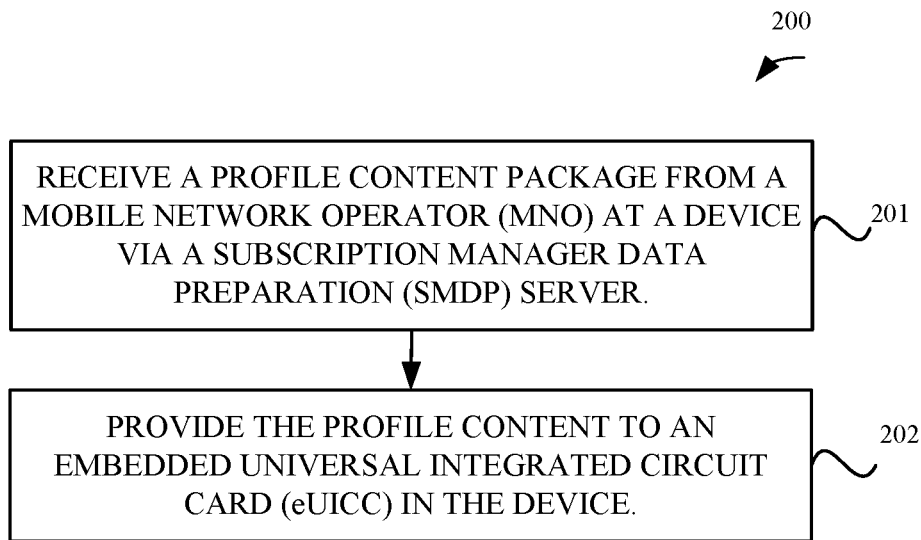 200
RECEIVE A PROFILE CONTENT PACKAGE FROM A
MOBILE NETWORK OPERATOR (MNO) AT A DEVICE
VIA A SUBSCRIPTION MANAGER DATA
PREPARATION (SMDP) SERVER.
201
PROVIDE THE PROFILE CONTENT TO AN
EMBEDDED UNIVERSAL INTEGRATED CIRCUIT
CARD (eUICC) IN THE DEVICE.
202